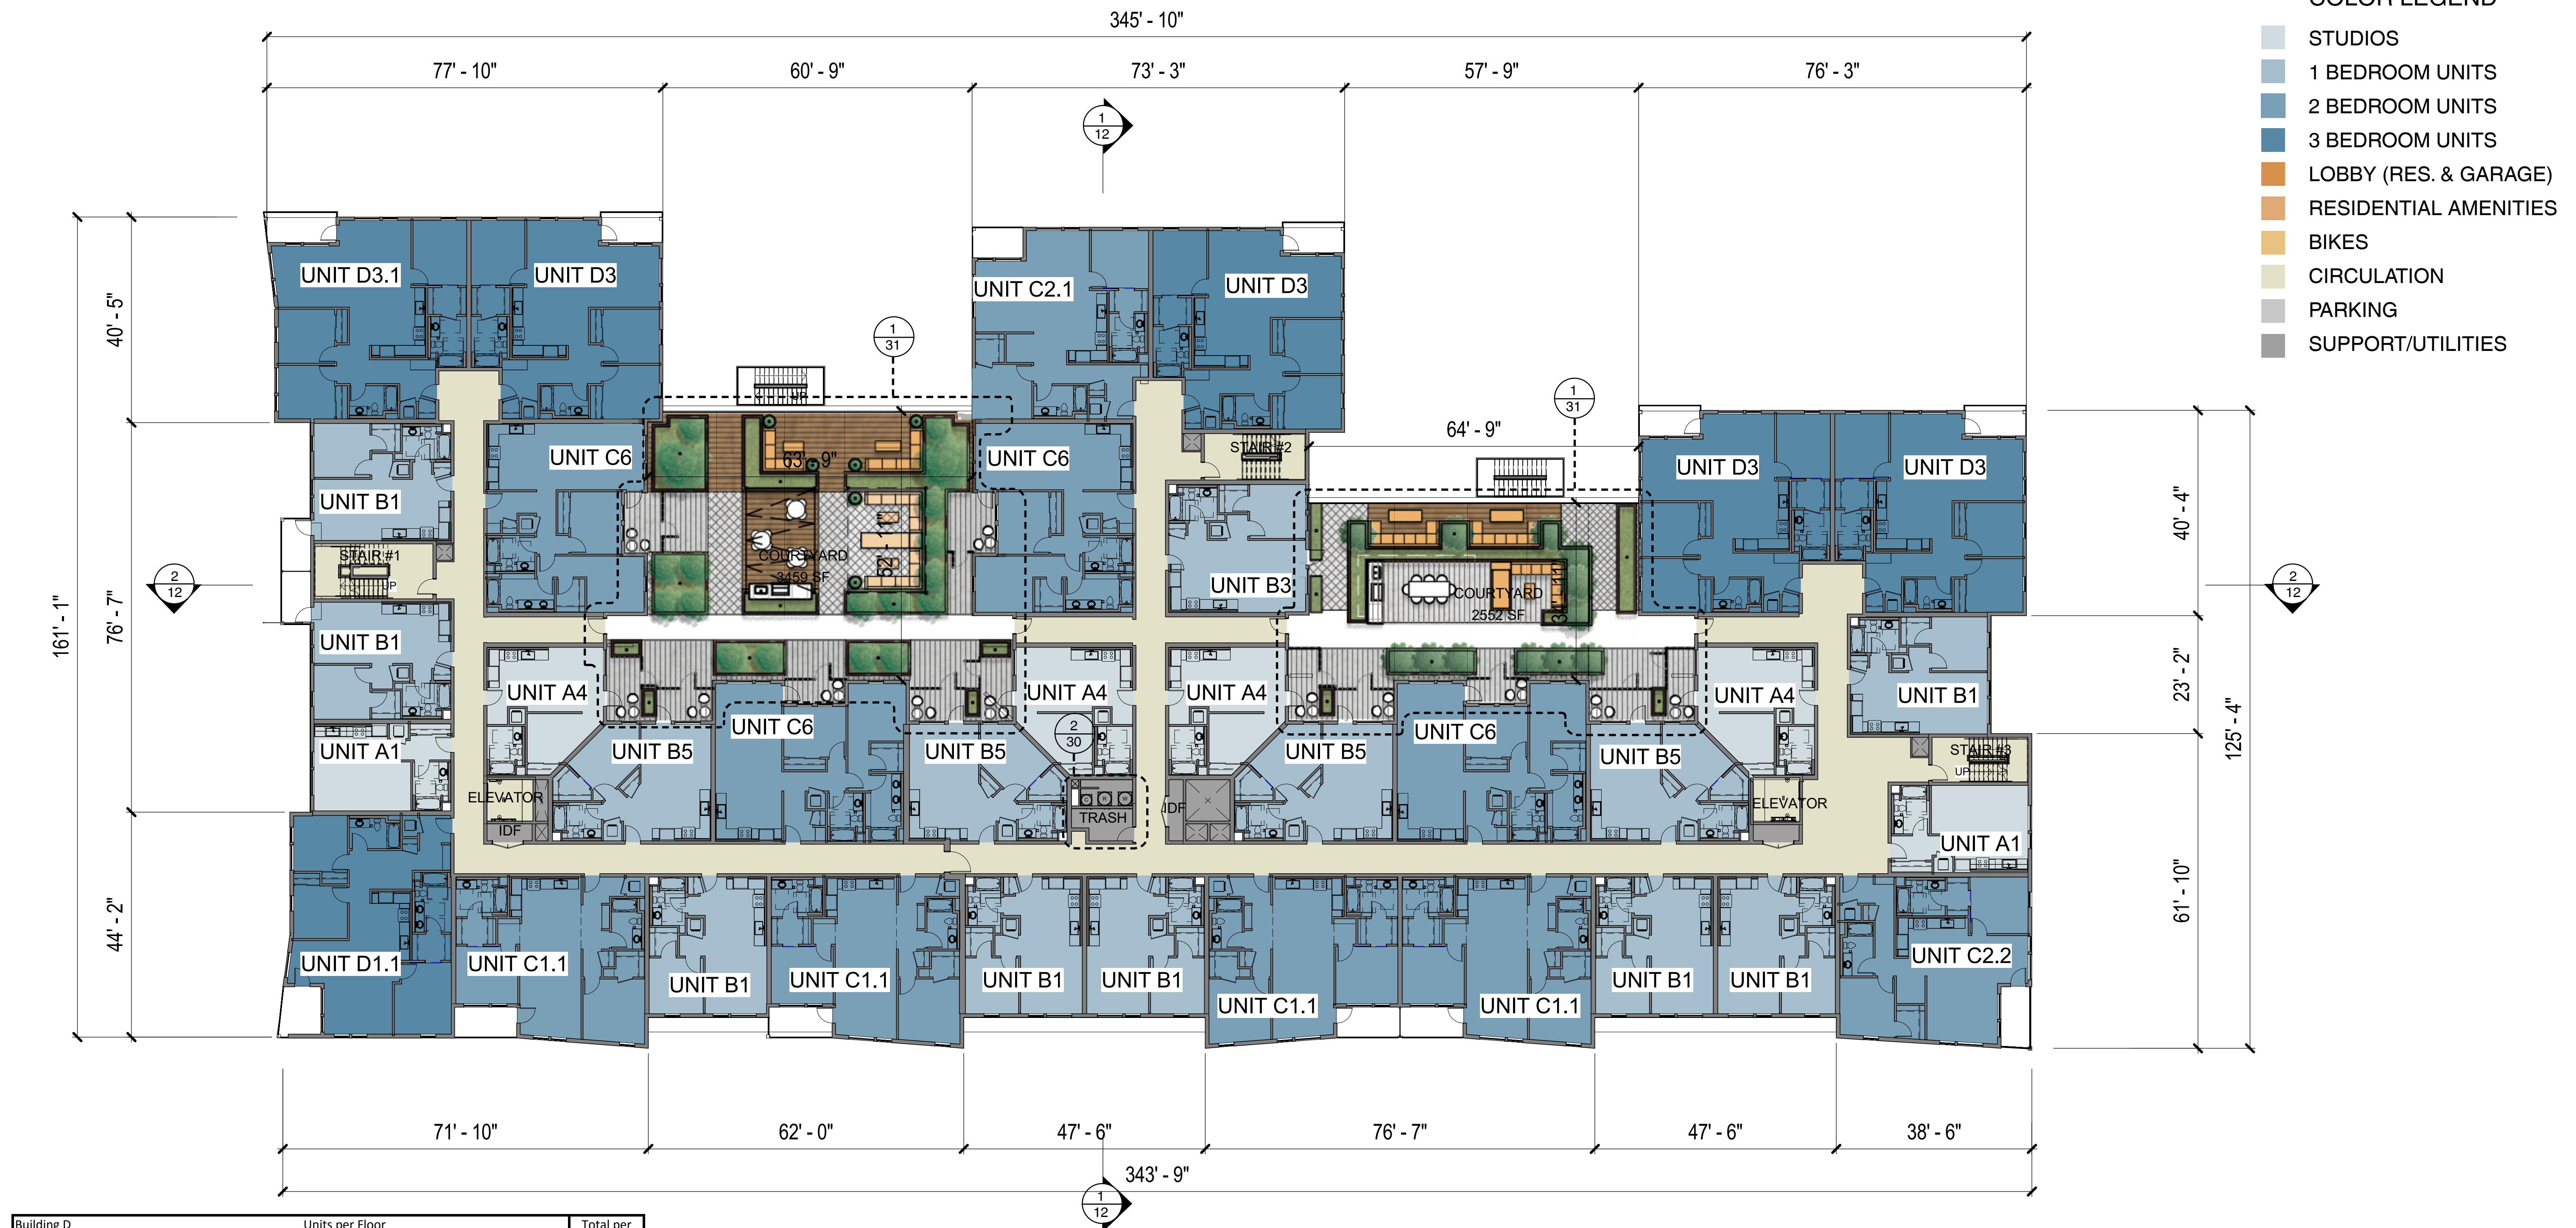 345' - 10"
COLOR LEGEND
STUDIOS
1 BEDROOM UNITS
2 BEDROOM UNITS
3 BEDROOM UNITS
LOBBY (RES. & GARAGE)
RESIDENTIAL AMENITIES
BIKES
CIRCULATION
PARKING
SUPPORT/UTILITIES
77' - 10"
60' - 9"
73' - 3"
57' - 9"
76' - 3"
1
12
UNIT D3.1
UNIT D3
UNIT C2.1
UNIT D3
40' - 5"
1
31
UP
1
31
64' - 9"
STAIR #2
UNIT C6
63' - 9"
UNIT C6
UNIT D3
UNIT D3
UNIT B1
40' - 4"
52' - 11"
STAIR #1
UP
COURTYARD
3459 SF
UNIT B3
COURTYARD
2552 SF
2
12
2
12
161' - 1"
76' - 7"
UNIT B1
23' - 2"
125' - 4"
UNIT A4
UNIT A4
UNIT A4
UNIT A4
UNIT B1
UNIT C6
UNIT C6
2
30
UNIT A1
UNIT B5
UNIT B5
UNIT B5
UNIT B5
STAIR #3
UP
ELEVATOR
IDF
C
R
W
TRASH
IDF
ELEVATOR
UNIT A1
44' - 2"
61' - 10"
UNIT D1.1
UNIT C1.1
UNIT B1
UNIT C1.1
UNIT B1
UNIT B1
UNIT C1.1
UNIT C1.1
UNIT B1
UNIT B1
UNIT C2.2
71' - 10"
62' - 0"
47' - 6"
76' - 7"
47' - 6"
38' - 6"
343' - 9"
1
12
Building D
Units per Floor
Total per